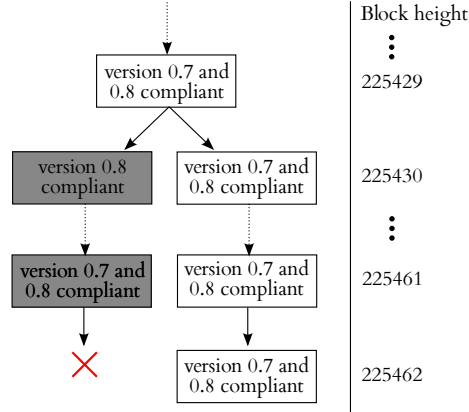 Block height
version 0.7 and
0.8 compliant
225429
version 0.8
compliant
version 0.7 and
0.8 compliant
225430
version 0.7 and
0.8 compliant
version 0.7 and
0.8 compliant
225461
version 0.7 and
0.8 compliant
225462